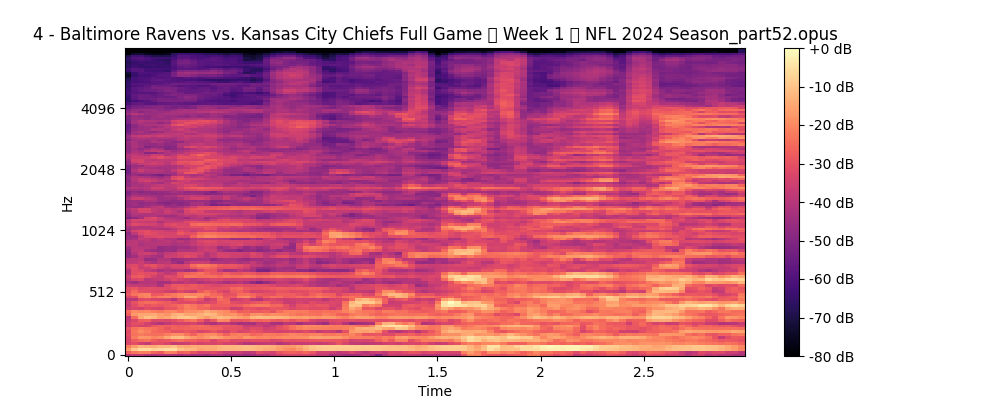 4 - Baltimore Ravens vs. Kansas City Chiefs Full Game  Week 1  NFL 2024 Season_part52.opus
+0 dB
-10 dB
-20 dB
-30 dB
-40 dB
-50 dB
-60 dB
-70 dB
-80 dB
4096
2048
1024
512
0
Hz
0
0.5
1
1.5
2
2.5
Time